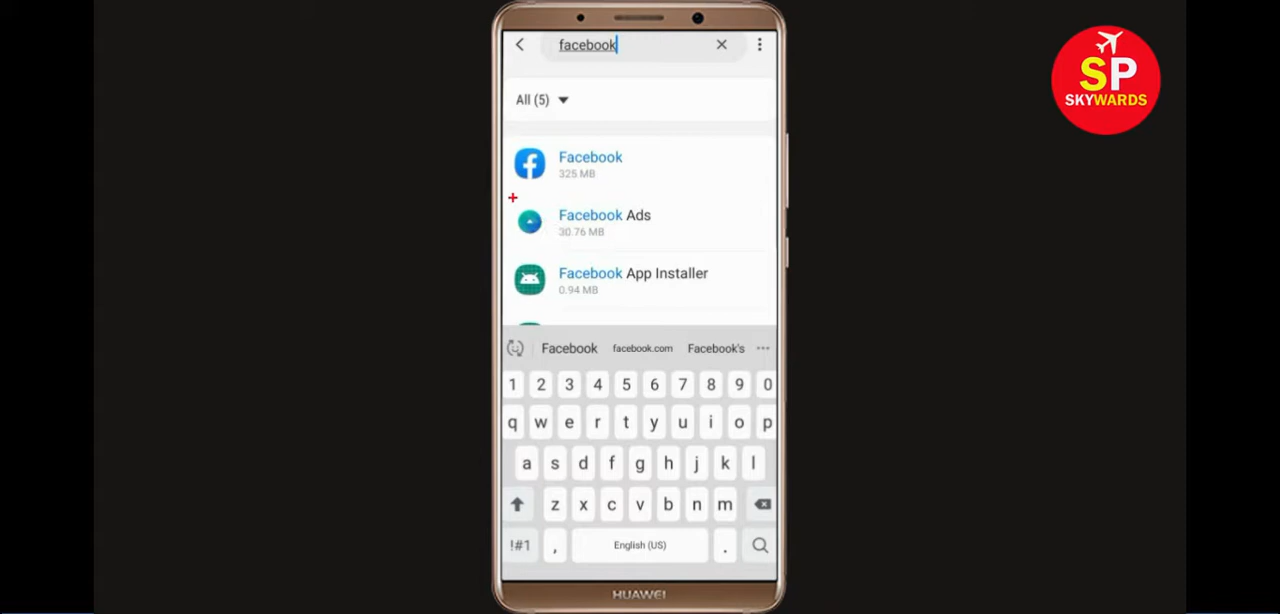 facebook
SP
SKYWARDS
All (5)
Facebook
325 MB
Facebook Ads
30.76 MB
Facebook App Installer
0.94 MB
Facebook facebook.com Facebook's
1 2 3 4 5 6 7 8 9 0
q w e r t y u i o p
a s d f g h j k l
z x c v b n m
!#1 , English (US) .
HUAWEI